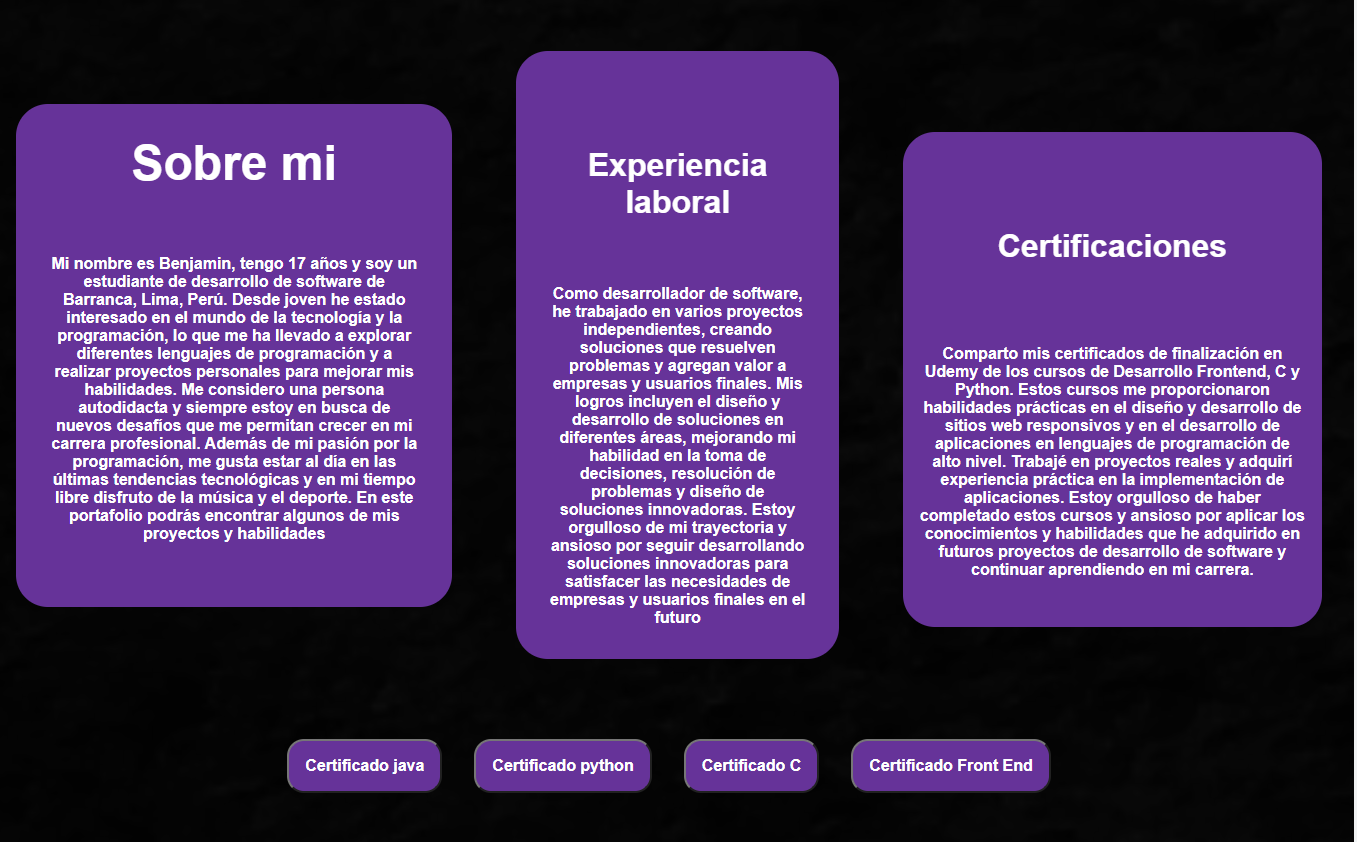 Sobre mi
Mi nombre es Benjamin, tengo 17 años y soy un
estudiante de desarrollo de software de
Barranca, Lima, Perú. Desde joven he estado
interesado en el mundo de la tecnología y la
programación, lo que me ha llevado a explorar
diferentes lenguajes de programación y a
realizar proyectos personales para mejorar mis
habilidades. Me considero una persona
autodidacta y siempre estoy en busca de
nuevos desafíos que me permitan crecer en mi
carrera profesional. Además de mi pasión por la
programación, me gusta estar al día en las
últimas tendencias tecnológicas y en mi tiempo
libre disfruto de la música y el deporte. En este
portafolio podrás encontrar algunos de mis
proyectos y habilidades
Experiencia
laboral
Como desarrollador de software,
he trabajado en varios proyectos
independientes, creando
soluciones que resuelven
problemas y agregan valor a
empresas y usuarios finales. Mis
logros incluyen el diseño y
desarrollo de soluciones en
diferentes áreas, mejorando mi
habilidad en la toma de
decisiones, resolución de
problemas y diseño de
soluciones innovadoras. Estoy
orgulloso de mi trayectoria y
ansioso por seguir desarrollando
soluciones innovadoras para
satisfacer las necesidades de
empresas y usuarios finales en el
futuro
Certificaciones
Comparto mis certificados de finalización en
Udemy de los cursos de Desarrollo Frontend, C y
Python. Estos cursos me proporcionaron
habilidades prácticas en el diseño y desarrollo de
sitios web responsivos y en el desarrollo de
aplicaciones en lenguajes de programación de
alto nivel. Trabajé en proyectos reales y adquirí
experiencia práctica en la implementación de
aplicaciones. Estoy orgulloso de haber
completado estos cursos y ansioso por aplicar los
conocimientos y habilidades que he adquirido en
futuros proyectos de desarrollo de software y
continuar aprendiendo en mi carrera.
Certificado java
Certificado python
Certificado C
Certificado Front End